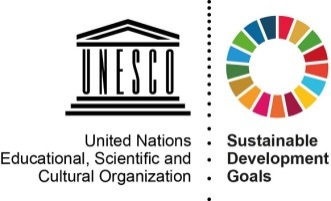 UNESCO
United Nations
Educational, Scientific and
Cultural Organization
Sustainable
Development
Goals